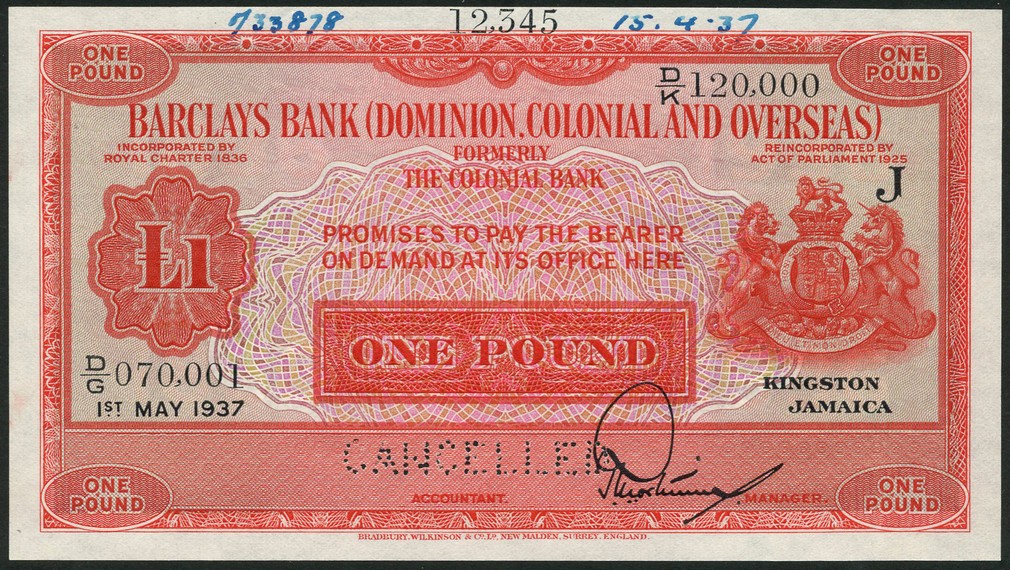 7/33878 12,345 15.4.37
ONE POUND
ONE POUND
D/K 120,000
BARCLAYS BANK (DOMINION, COLONIAL AND OVERSEAS)
INCORPORATED BY
ROYAL CHARTER 1836
REINCORPORATED BY
ACT OF PARLIAMENT 1925
FORMERLY
THE COLONIAL BANK
J
£1
PROMISES TO PAY THE BEARER
ON DEMAND AT ITS OFFICE HERE
ONE POUND
D/G 070,001
1ST MAY 1937
KINGSTON
JAMAICA
CANCELLED
ACCOUNTANT.
MANAGER.
ONE POUND
ONE POUND
BRADBURY, WILKINSON & Co. Ld. NEW MALDEN, SURREY, ENGLAND.